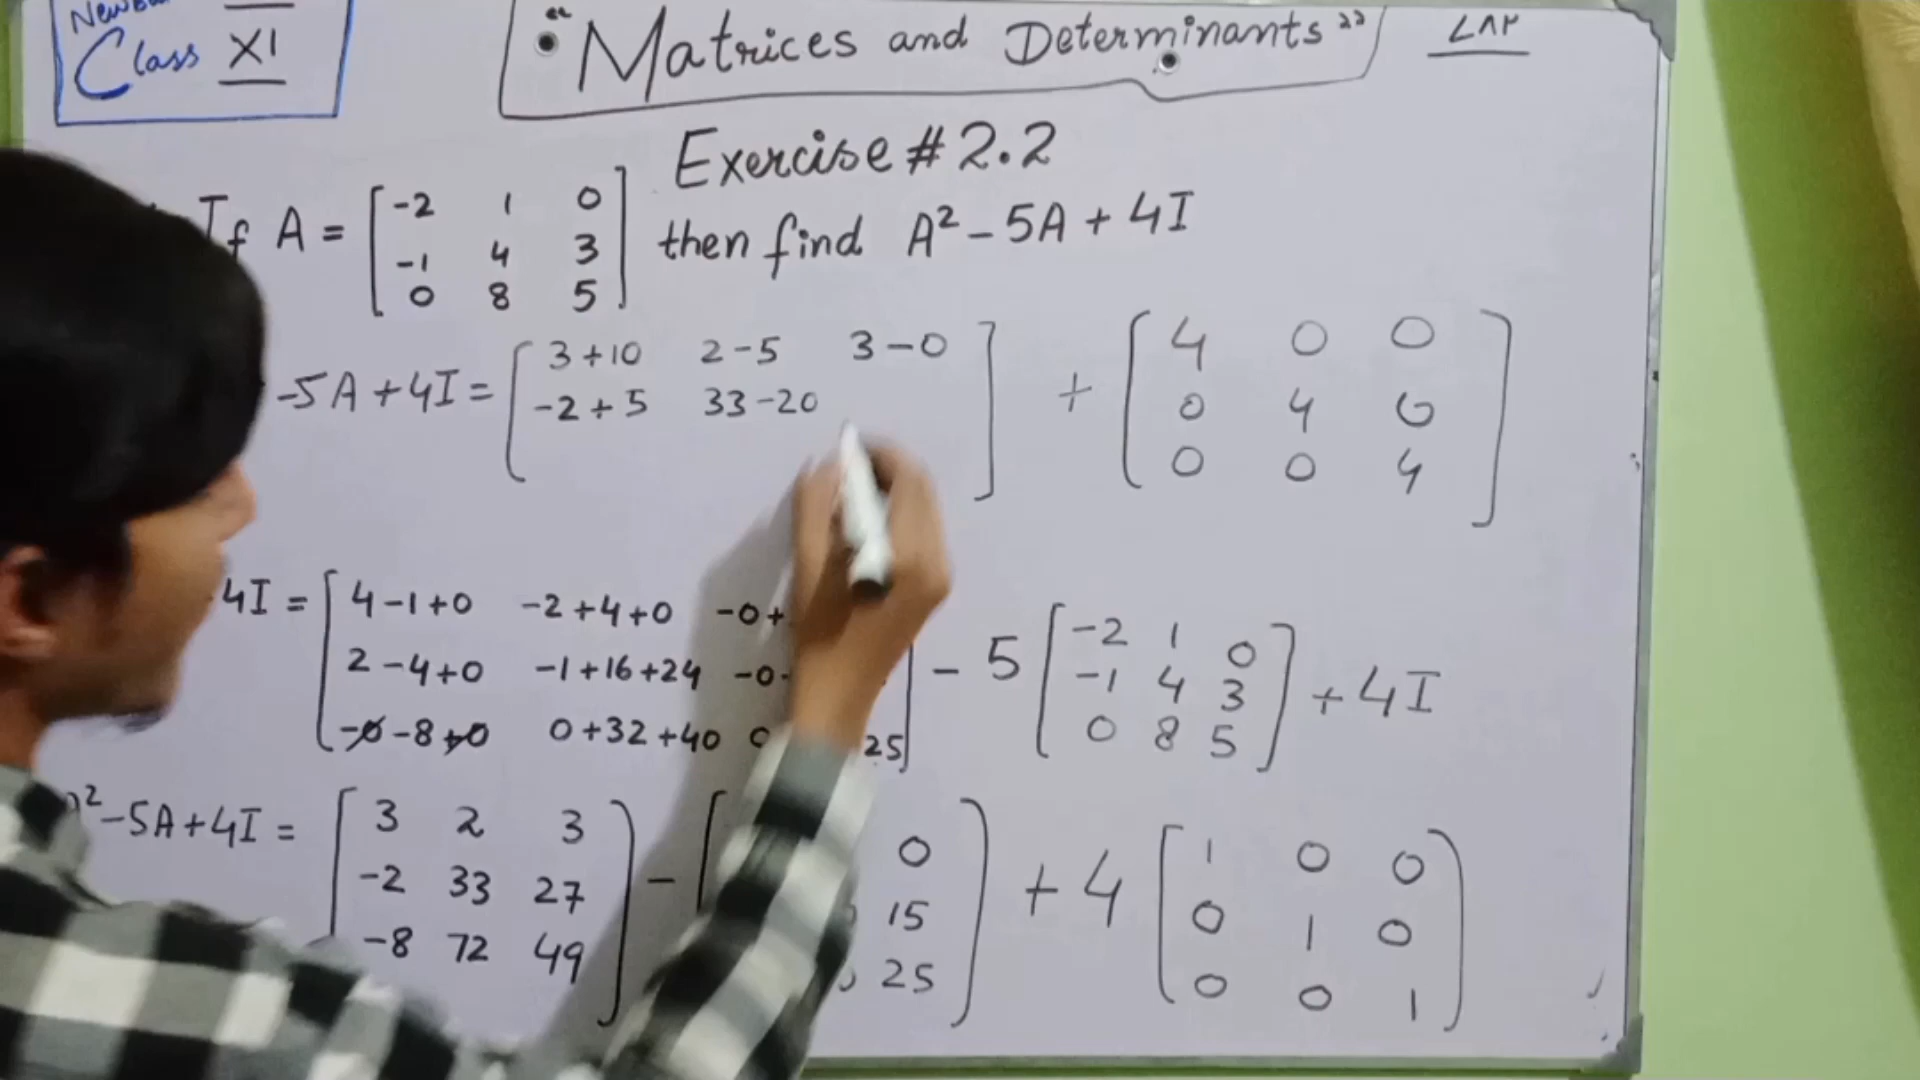 Class XI
"Matrices and Determinants"
Exercise # 2.2
If A = [-2 1 0
-1 4 3
0 8 5] then find A² - 5A + 4I
-5A + 4I = [3+10 2-5 3-0
-2+5 33-20] + [4 0 0
0 4 0
0 0 4]
4I = [4-1+0 -2+4+0 -0+
2-4+0 -1+16+24 -0
-0-8+0 0+32+40 25] - 5 [-2 1 0
-1 4 3
0 8 5] + 4I
²-5A+4I = [3 2 3
-2 33 27
-8 72 49] - [0
15
25] + 4 [1 0 0
0 1 0
0 0 1]